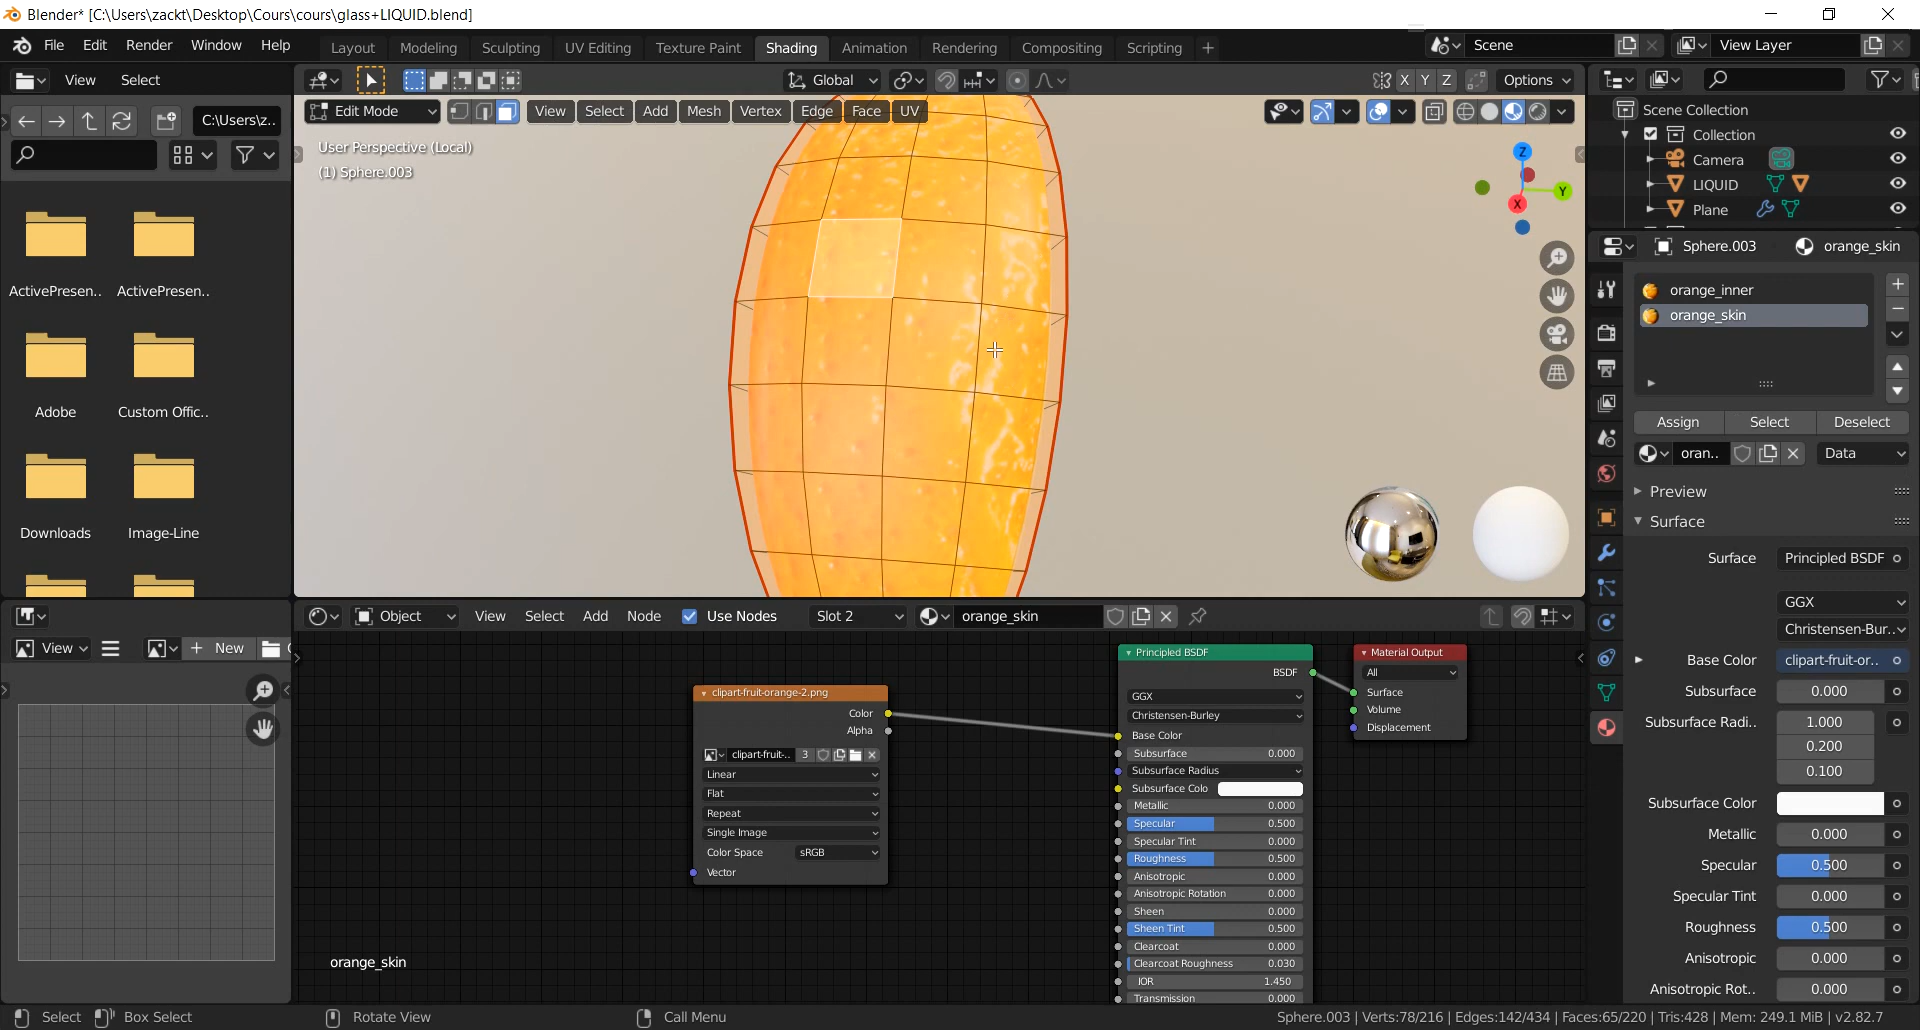 Blender* [C:\Users\zackt\Desktop\Cours\cours\glass+LIQUID.blend]
File Edit Render Window Help Layout Modeling Sculpting UV Editing Texture Paint Shading Animation Rendering Compositing Scripting + Scene View Layer
View Select Global X Y Z Options
C:\Users\z.. Edit Mode View Select Add Mesh Vertex Edge Face UV
User Perspective (Local)
(1) Sphere.003
Z Y X
Scene Collection
Collection
Camera
LIQUID
Plane
Sphere.003 orange_skin
orange_inner
orange_skin
Assign Select Deselect
oran.. Data
Preview
Surface
Surface Principled BSDF
GGX
Christensen-Bur..
Base Color clipart-fruit-or..
Subsurface 0.000
Subsurface Radi.. 1.000
0.200
0.100
Subsurface Color
Metallic 0.000
Specular 0.500
Specular Tint 0.000
Roughness 0.500
Anisotropic 0.000
Anisotropic Rot.. 0.000
ActivePresen.. ActivePresen..
Adobe Custom Offic..
Downloads Image-Line
View + New
Object View Select Add Node Use Nodes Slot 2 orange_skin
clipart-fruit-orange-2.png
Color
Alpha
clipart-fruit-.. 3
Linear
Flat
Repeat
Single Image
Color Space sRGB
Vector
Principled BSDF
BSDF
GGX
Christensen-Burley
Base Color
Subsurface 0.000
Subsurface Radius
Subsurface Colo
Metallic 0.000
Specular 0.500
Specular Tint 0.000
Roughness 0.500
Anisotropic 0.000
Anisotropic Rotation 0.000
Sheen 0.000
Sheen Tint 0.500
Clearcoat 0.000
Clearcoat Roughness 0.030
IOR 1.450
Transmission 0.000
Material Output
All
Surface
Volume
Displacement
orange_skin
Select Box Select Rotate View Call Menu Sphere.003 | Verts:78/216 | Edges:142/434 | Faces:65/220 | Tris:428 | Mem: 249.1 MiB | v2.82.7